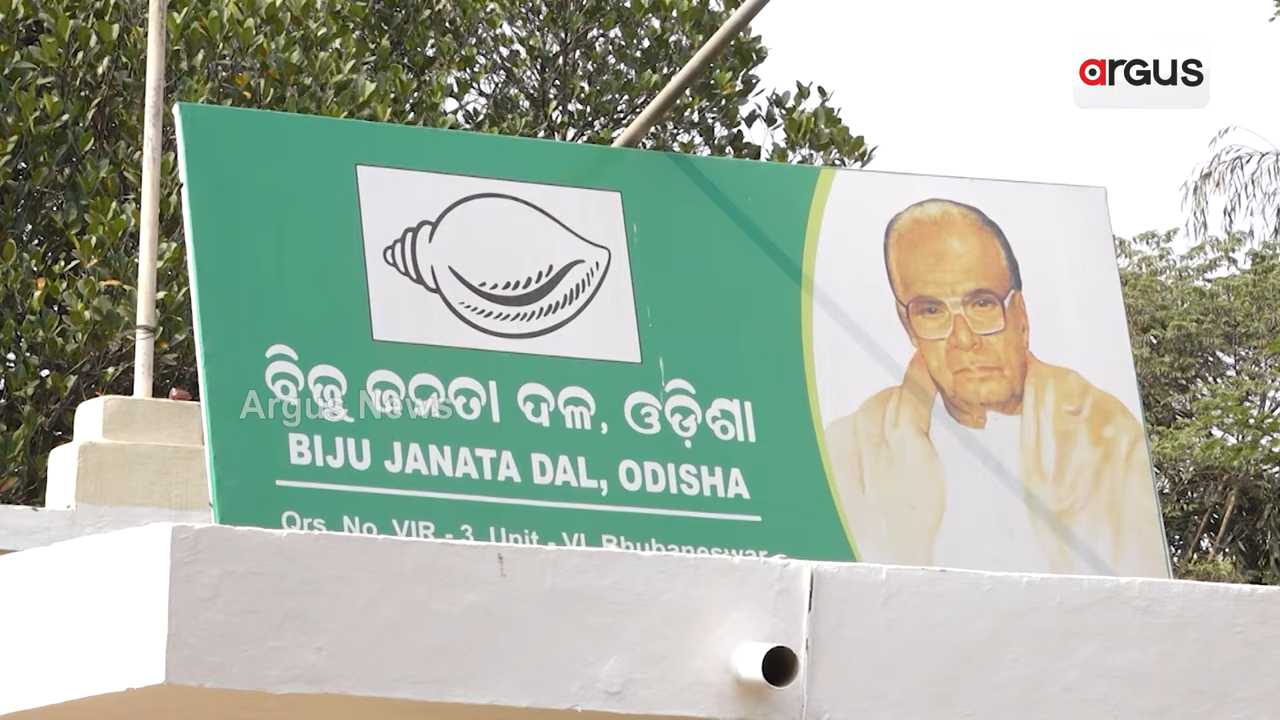 argus
ବିଜୁ ଜନତା ଦଳ, ଓଡ଼ିଶା
Argus News
BIJU JANATA DAL, ODISHA
Qrs. No. VIR - 3, Unit - VI, Bhubaneswar